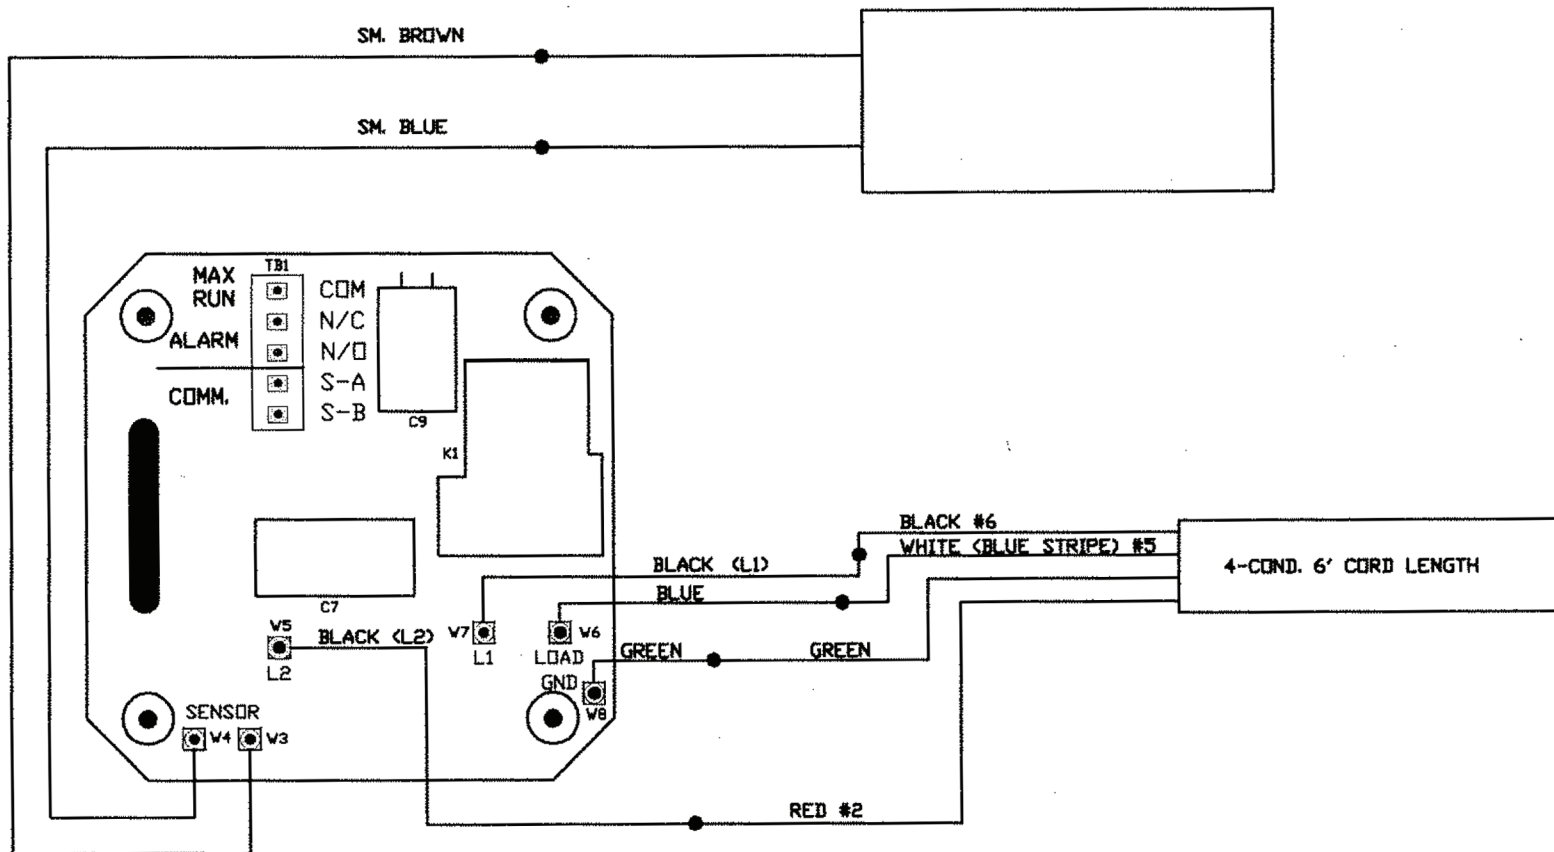 SM. BROWN
SM. BLUE
TB1
MAX
RUN
COM
N/C
ALARM
N/O
S-A
COMM.
S-B
C9
K1
BLACK #6
WHITE (BLUE STRIPE) #5
BLACK (L1)
4-COND. 6' CORD LENGTH
BLUE
C7
W5
BLACK (L2)
W7
W6
L1
LOAD
GREEN
GREEN
L2
GND
W8
SENSOR
W4
W3
RED #2